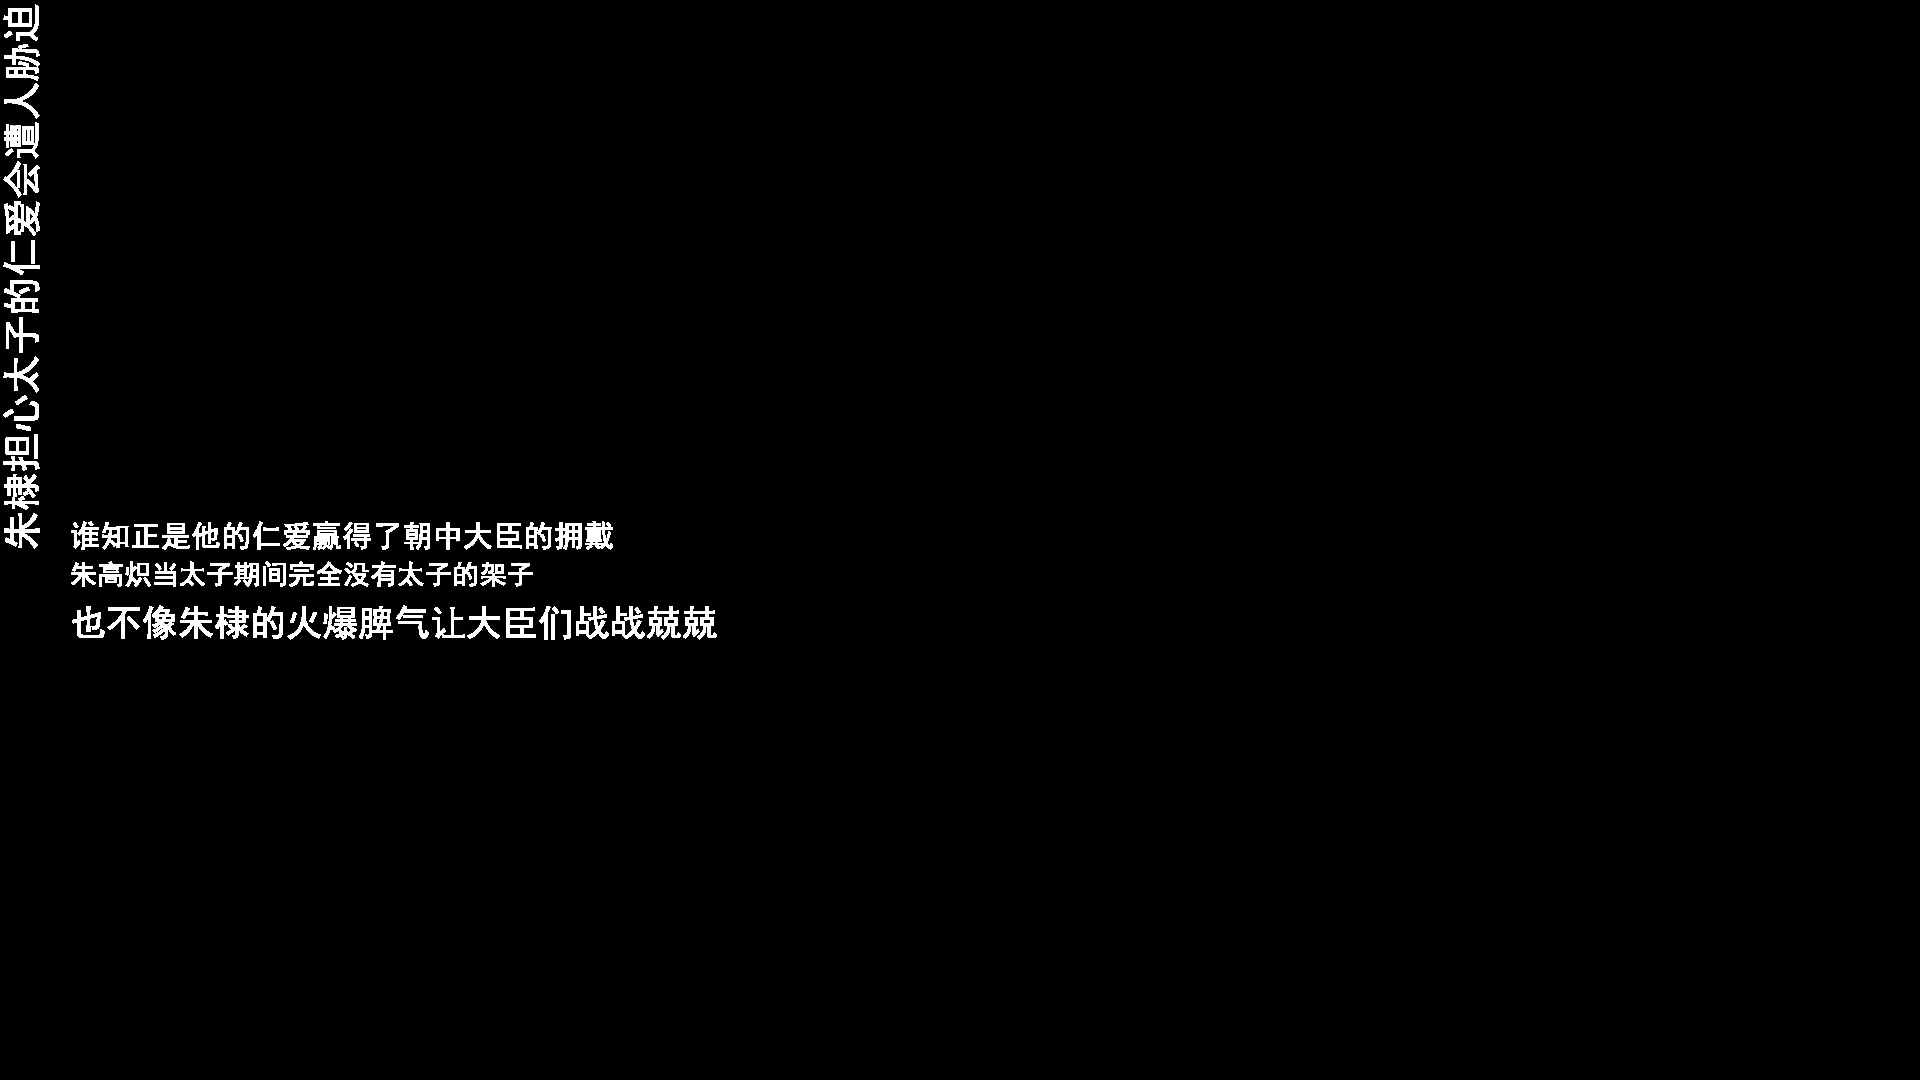 朱棣担心太子的仁爱会遭人胁迫
谁知正是他的仁爱赢得了朝中大臣的拥戴
朱高炽当太子期间完全没有太子的架子
也不像朱棣的火爆脾气让大臣们战战兢兢